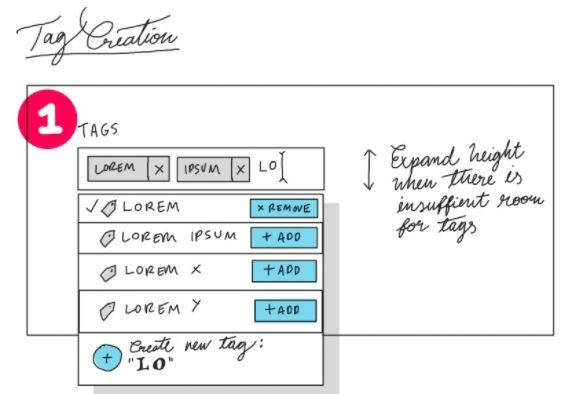 Tag Creation
1
TAGS
LOREM X IPSUM X LO
LOREM X REMOVE
LOREM IPSUM + ADD
LOREM X + ADD
LOREM Y + ADD
+ Create new tag:
"LO"
Expand height
when there is
insuffient room
for tags